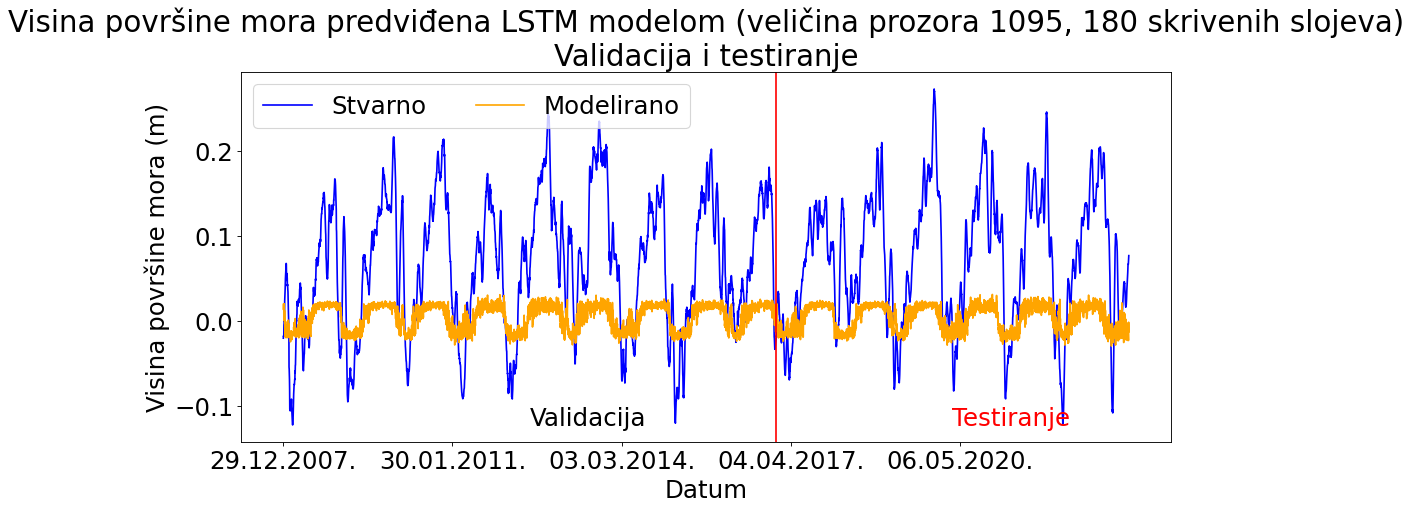 Visina površine mora predviđena LSTM modelom (veličina prozora 1095, 180 skrivenih slojeva)
Validacija i testiranje
Stvarno
Modelirano
Visina površine mora (m)
0.2
0.1
0.0
−0.1
Validacija
Testiranje
29.12.2007.
30.01.2011.
03.03.2014.
04.04.2017.
06.05.2020.
Datum